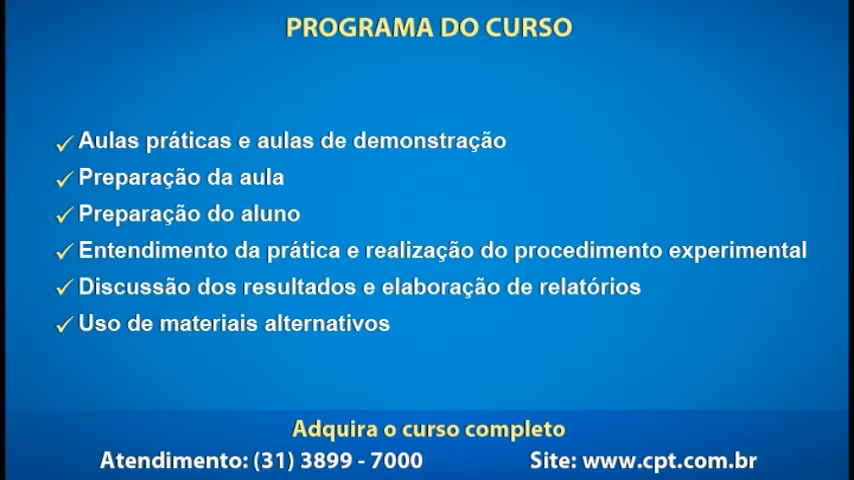 PROGRAMA DO CURSO
Aulas práticas e aulas de demonstração
Preparação da aula
Preparação do aluno
Entendimento da prática e realização do procedimento experimental
Discussão dos resultados e elaboração de relatórios
Uso de materiais alternativos
Adquira o curso completo
Atendimento: (31) 3899 - 7000 Site: www.cpt.com.br